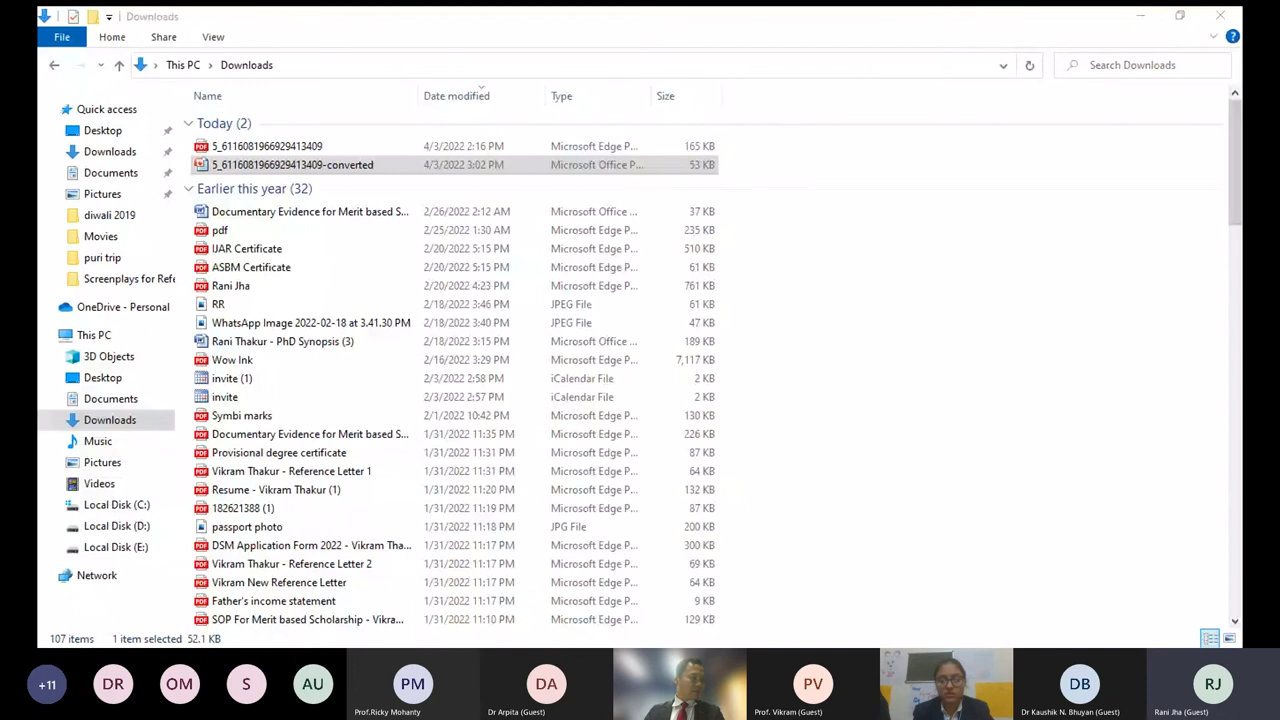 Downloads
File Home Share View
This PC Downloads Search Downloads
Name Date modified Type Size
Quick access
Desktop
Downloads
Documents
Pictures
diwali 2019
Movies
puri trip
Screenplays for Refe
OneDrive - Personal
This PC
3D Objects
Desktop
Documents
Downloads
Music
Pictures
Videos
Local Disk (C:)
Local Disk (D:)
Local Disk (E:)
Network
Today (2)
5_6116081966929413409 4/3/2022 2:16 PM Microsoft Edge P... 165 KB
5_6116081966929413409-converted 4/3/2022 3:02 PM Microsoft Office P... 53 KB
Earlier this year (32)
Documentary Evidence for Merit based S... 2/26/2022 2:12 AM Microsoft Office ... 37 KB
pdf 2/25/2022 1:30 AM Microsoft Edge P... 235 KB
IJAR Certificate 2/20/2022 5:15 PM Microsoft Edge P... 510 KB
ASBM Certificate 2/20/2022 5:15 PM Microsoft Edge P... 61 KB
Rani Jha 2/20/2022 4:23 PM Microsoft Edge P... 761 KB
RR 2/18/2022 3:46 PM JPEG File 61 KB
WhatsApp Image 2022-02-18 at 3.41.30 PM 2/18/2022 3:40 PM JPEG File 47 KB
Rani Thakur - PhD Synopsis (3) 2/18/2022 3:15 PM Microsoft Office ... 189 KB
Wow Ink 2/16/2022 3:29 PM Microsoft Edge P... 7,117 KB
invite (1) 2/3/2022 2:58 PM iCalendar File 2 KB
invite 2/3/2022 2:57 PM iCalendar File 2 KB
Symbi marks 2/1/2022 10:42 PM Microsoft Edge P... 130 KB
Documentary Evidence for Merit based S... 1/31/2022 11:35 PM Microsoft Edge P... 226 KB
Provisional degree certificate 1/31/2022 11:31 PM Microsoft Edge P... 87 KB
Vikram Thakur - Reference Letter 1 1/31/2022 11:31 PM Microsoft Edge P... 64 KB
Resume - Vikram Thakur (1) 1/31/2022 11:20 PM Microsoft Edge P... 132 KB
182621388 (1) 1/31/2022 11:19 PM Microsoft Edge P... 87 KB
passport photo 1/31/2022 11:18 PM JPG File 200 KB
DSM Application Form 2022 - Vikram Tha... 1/31/2022 11:17 PM Microsoft Edge P... 300 KB
Vikram Thakur - Reference Letter 2 1/31/2022 11:17 PM Microsoft Edge P... 69 KB
Vikram New Reference Letter 1/31/2022 11:17 PM Microsoft Edge P... 64 KB
Father's income statement 1/31/2022 11:17 PM Microsoft Edge P... 9 KB
SOP For Merit based Scholarship - Vikra... 1/31/2022 11:10 PM Microsoft Edge P... 129 KB
107 items 1 item selected 52.1 KB
+11 DR OM S AU PM DA PV DB RJ
Prof.Ricky Mohanty Dr Arpita (Guest) Prof. Vikram (Guest) Dr Kaushik N. Bhuyan (Guest) Rani Jha (Guest)